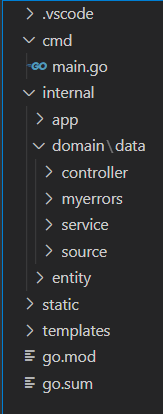 .vscode
cmd
GO main.go
internal
app
domain\data
controller
myerrors
service
source
entity
static
templates
go.mod
go.sum